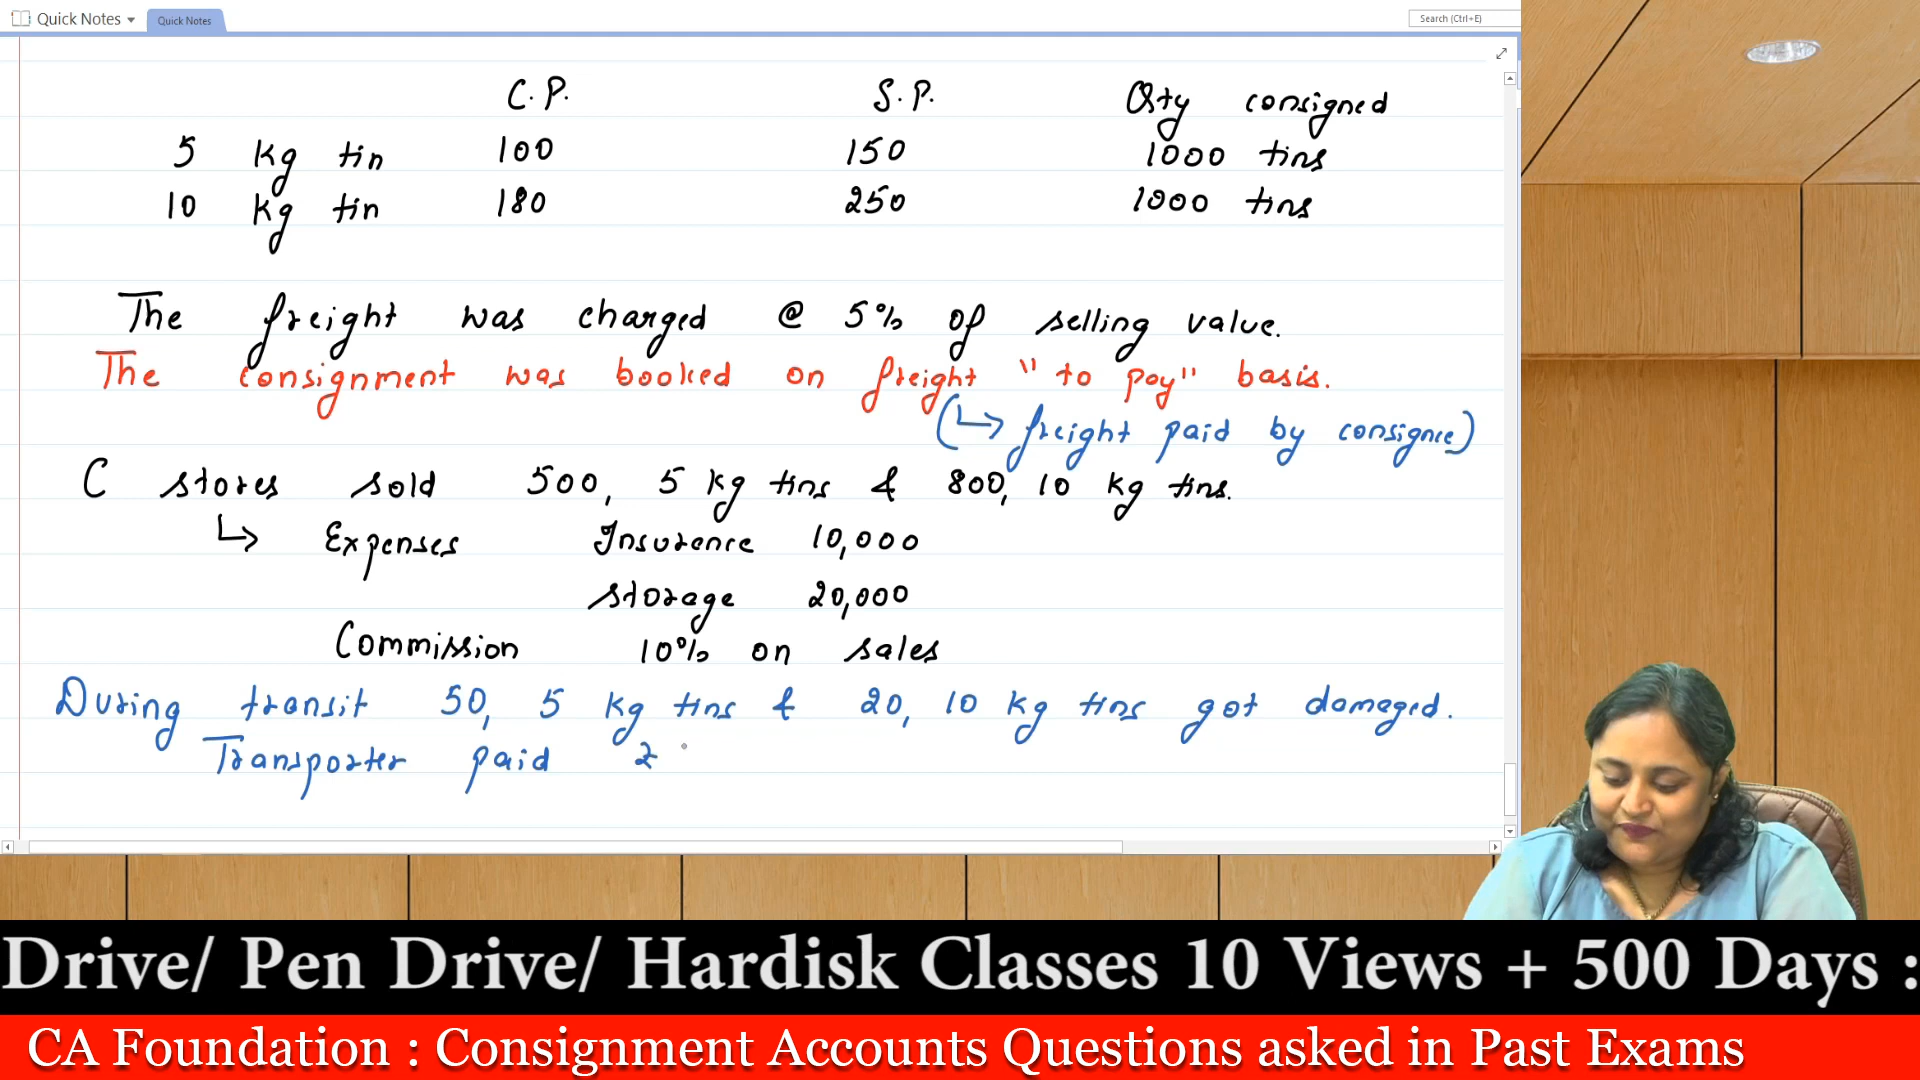 Quick Notes
Quick Notes
Search (Ctrl+E)
C.P. S.P. Qty consigned
5 kg tin 100 150 1000 tins
10 kg tin 180 250 1000 tins
The freight was charged @ 5% of selling value.
The consignment was booked on freight "to pay" basis.
(↳ freight paid by consignee)
C stores sold 500, 5 kg tins & 800, 10 kg tins.
↳ Expenses Insurance 10,000
storage 20,000
Commission 10% on sales
During transit 50, 5 kg tins & 20, 10 kg tins got damaged.
Transporter paid 2
Drive/ Pen Drive/ Hardisk Classes 10 Views + 500 Days :
CA Foundation : Consignment Accounts Questions asked in Past Exams